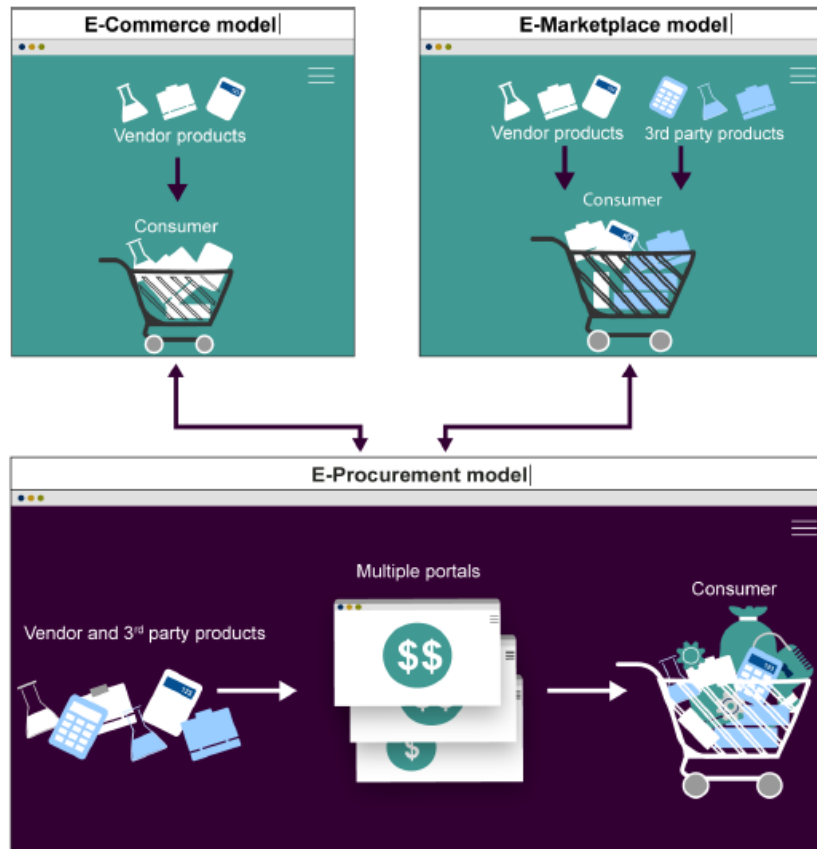 E-Commerce model
Vendor products
Consumer
E-Marketplace model
Vendor products
3rd party products
Consumer
E-Procurement model
Vendor and 3rd party products
Multiple portals
$$
$
Consumer